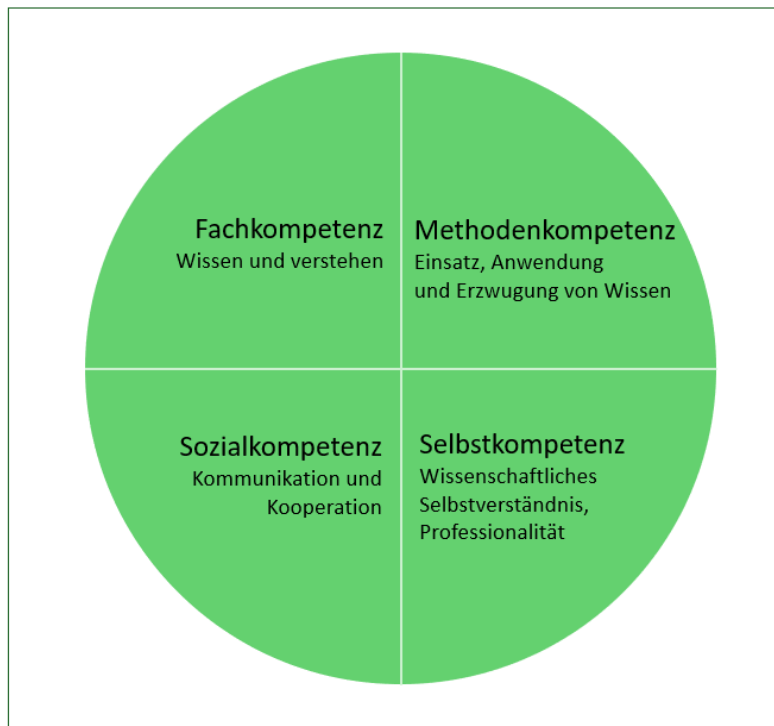 Fachkompetenz
Wissen und verstehen
Methodenkompetenz
Einsatz, Anwendung
und Erzwugung von Wissen
Sozialkompetenz
Kommunikation und
Kooperation
Selbstkompetenz
Wissenschaftliches
Selbstverständnis,
Professionalität